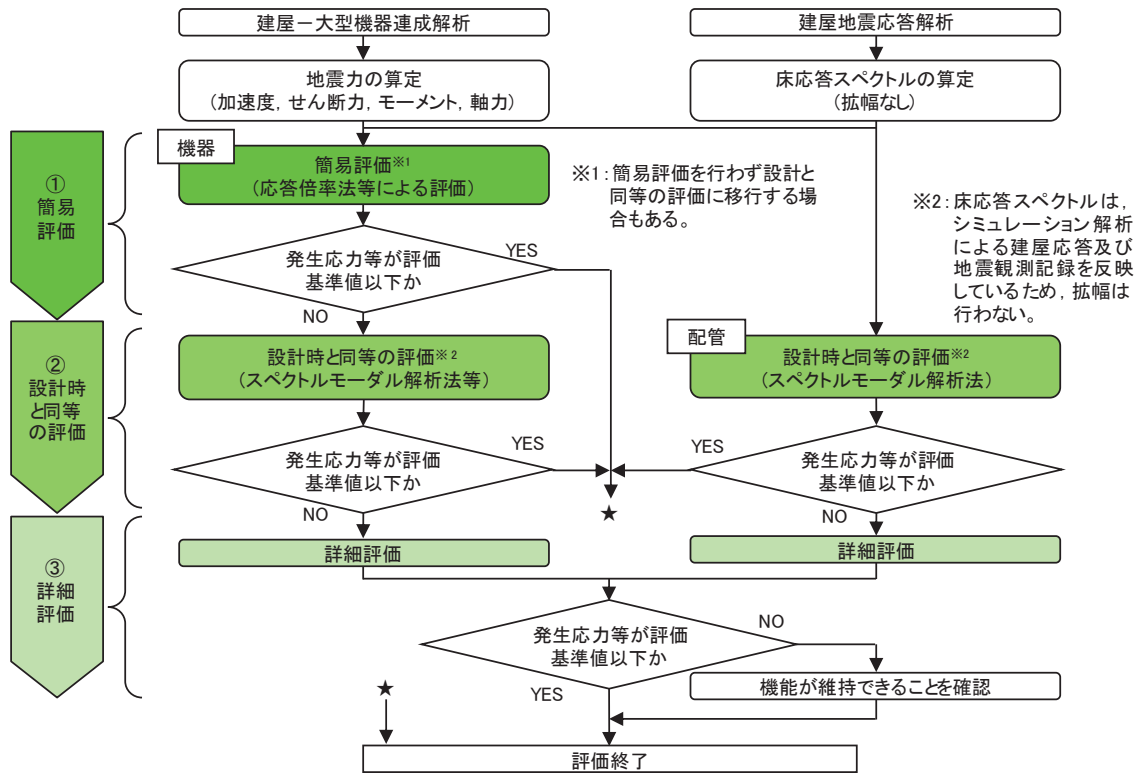 建屋－大型機器連成解析
建屋地震応答解析
地震力の算定
(加速度，せん断力，モーメント，軸力)
床応答スペクトルの算定
(拡幅なし)
機器
①
簡易
評価
簡易評価※1
(応答倍率法等による評価)
※1：簡易評価を行わず設計と
同等の評価に移行する場
合もある。
※2：床応答スペクトルは，
シミュレーション解析
による建屋応答及び
地震観測記録を反映
しているため，拡幅は
行わない。
発生応力等が評価
基準値以下か
YES
NO
配管
②
設計時
と同等
の評価
設計時と同等の評価※2
(スペクトルモーダル解析法等)
設計時と同等の評価※2
(スペクトルモーダル解析法)
発生応力等が評価
基準値以下か
YES
NO
YES
発生応力等が評価
基準値以下か
NO
★
③
詳細
評価
詳細評価
詳細評価
発生応力等が評価
基準値以下か
NO
YES
機能が維持できることを確認
★
評価終了